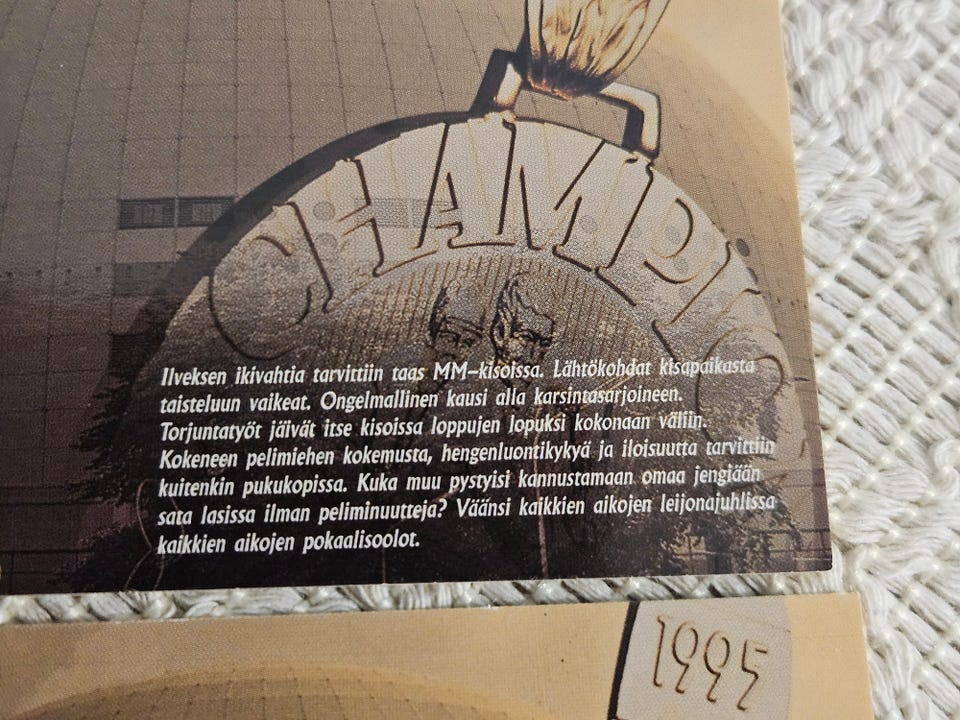 CHAMPI
Ilveksen ikivahtia tarvittiin taas MM-kisoissa. Lähtökohdat kisapaikasta
taisteluun vaikeat. Ongelmallinen kausi alla karsintasarjoineen.
Torjuntatyöt jäivät itse kisoissa loppujen lopuksi kokonaan väliin.
Kokeneen pelimiehen kokemusta, hengenluontikykyä ja iloisuutta tarvittiin
kuitenkin pukukopissa. Kuka muu pystyisi kannustamaan omaa jengiään
sata lasissa ilman peliminuutteja? Väänsi kaikkien aikojen leijonajuhlissa
kaikkien aikojen pokaalisoolot.
1995